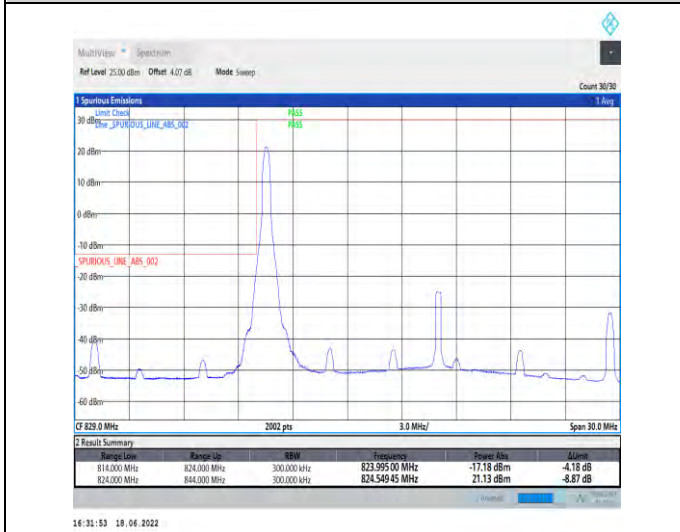 MultiView Spectrum
Ref Level 25.00 dBm Offset 4.07 dB Mode Sweep
Count 30/30
1 Spurious Emissions 1 Avg
Limit Check PASS
30 dBm
Line _SPURIOUS_LINE_ABS_002 PASS
20 dBm
10 dBm
0 dBm
-10 dBm
_SPURIOUS_LINE_ABS_002
-20 dBm
-30 dBm
-40 dBm
-50 dBm
-60 dBm
CF 829.0 MHz 2002 pts 3.0 MHz/ Span 30.0 MHz
2 Result Summary
Range Low Range Up RBW Frequency Power Abs ΔLimit
814.000 MHz 824.000 MHz 300.000 kHz 823.99500 MHz -17.18 dBm -4.18 dB
824.000 MHz 844.000 MHz 300.000 kHz 824.54945 MHz 21.13 dBm -8.87 dB
16:31:53 18.06.2022